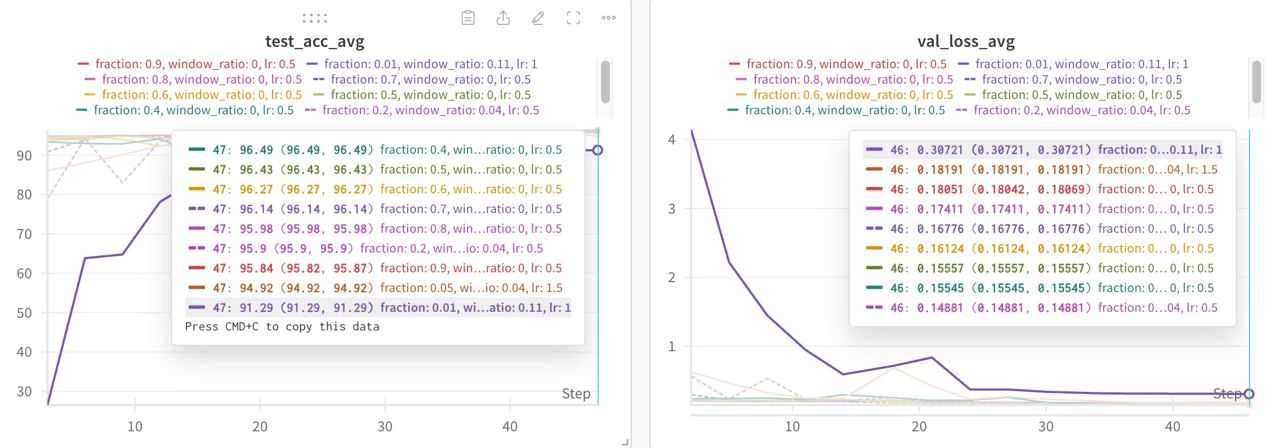 test_acc_avg
fraction: 0.9, window_ratio: 0, lr: 0.5 fraction: 0.01, window_ratio: 0.11, lr: 1
fraction: 0.8, window_ratio: 0, lr: 0.5 fraction: 0.7, window_ratio: 0, lr: 0.5
fraction: 0.6, window_ratio: 0, lr: 0.5 fraction: 0.5, window_ratio: 0, lr: 0.5
fraction: 0.4, window_ratio: 0, lr: 0.5 fraction: 0.2, window_ratio: 0.04, lr: 0.5
90
80
70
60
50
40
30
47: 96.49 (96.49, 96.49) fraction: 0.4, win...ratio: 0, lr: 0.5
47: 96.43 (96.43, 96.43) fraction: 0.5, win...ratio: 0, lr: 0.5
47: 96.27 (96.27, 96.27) fraction: 0.6, win...ratio: 0, lr: 0.5
47: 96.14 (96.14, 96.14) fraction: 0.7, win...ratio: 0, lr: 0.5
47: 95.98 (95.98, 95.98) fraction: 0.8, win...ratio: 0, lr: 0.5
47: 95.9 (95.9, 95.9) fraction: 0.2, win...io: 0.04, lr: 0.5
47: 95.84 (95.82, 95.87) fraction: 0.9, win...ratio: 0, lr: 0.5
47: 94.92 (94.92, 94.92) fraction: 0.05, wi...io: 0.04, lr: 1.5
47: 91.29 (91.29, 91.29) fraction: 0.01, wi...atio: 0.11, lr: 1
Press CMD+C to copy this data
Step
10 20 30 40
val_loss_avg
fraction: 0.9, window_ratio: 0, lr: 0.5 fraction: 0.01, window_ratio: 0.11, lr: 1
fraction: 0.8, window_ratio: 0, lr: 0.5 fraction: 0.7, window_ratio: 0, lr: 0.5
fraction: 0.6, window_ratio: 0, lr: 0.5 fraction: 0.5, window_ratio: 0, lr: 0.5
fraction: 0.4, window_ratio: 0, lr: 0.5 fraction: 0.2, window_ratio: 0.04, lr: 0.5
4
3
2
1
46: 0.30721 (0.30721, 0.30721) fraction: 0...0.11, lr: 1
46: 0.18191 (0.18191, 0.18191) fraction: 0...04, lr: 1.5
46: 0.18051 (0.18042, 0.18069) fraction: 0... 0, lr: 0.5
46: 0.17411 (0.17411, 0.17411) fraction: 0... 0, lr: 0.5
46: 0.16776 (0.16776, 0.16776) fraction: 0... 0, lr: 0.5
46: 0.16124 (0.16124, 0.16124) fraction: 0... 0, lr: 0.5
46: 0.15557 (0.15557, 0.15557) fraction: 0... 0, lr: 0.5
46: 0.15545 (0.15545, 0.15545) fraction: 0... 0, lr: 0.5
46: 0.14881 (0.14881, 0.14881) fraction: 0...04, lr: 0.5
Step
10 20 30 40